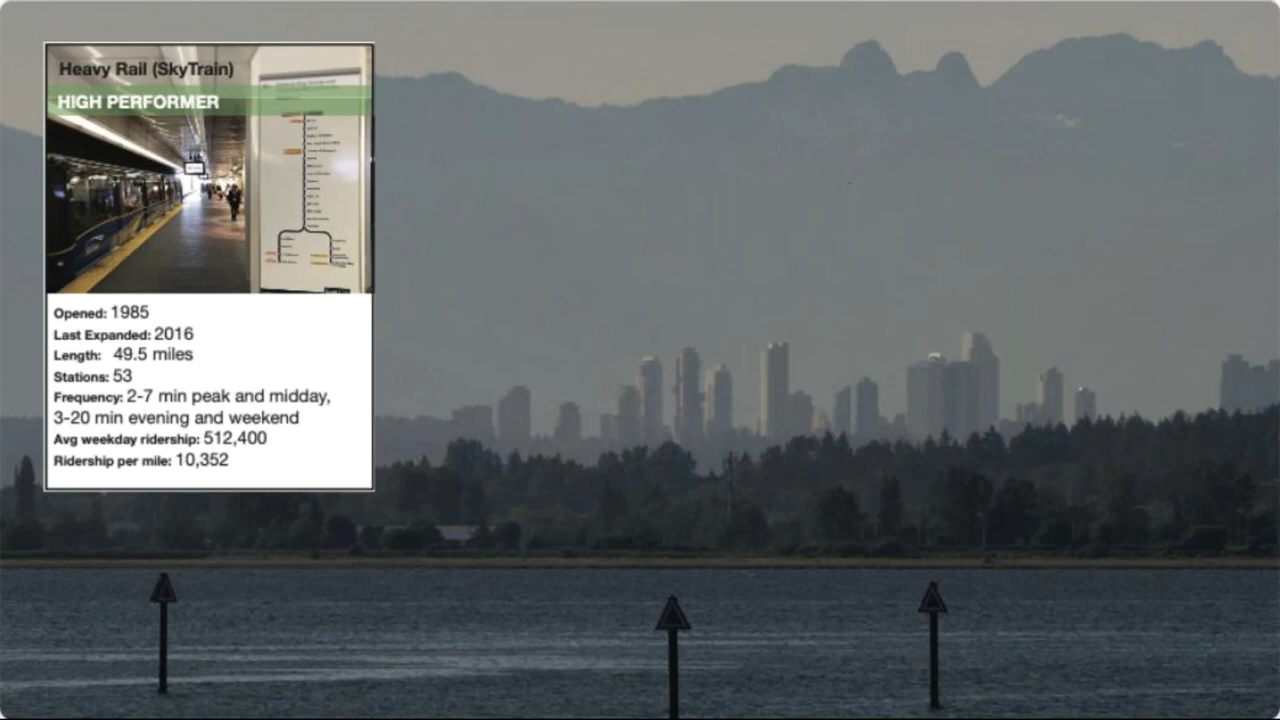 Heavy Rail (SkyTrain)
HIGH PERFORMER
Opened: 1985
Last Expanded: 2016
Length: 49.5 miles
Stations: 53
Frequency: 2-7 min peak and midday,
3-20 min evening and weekend
Avg weekday ridership: 512,400
Ridership per mile: 10,352